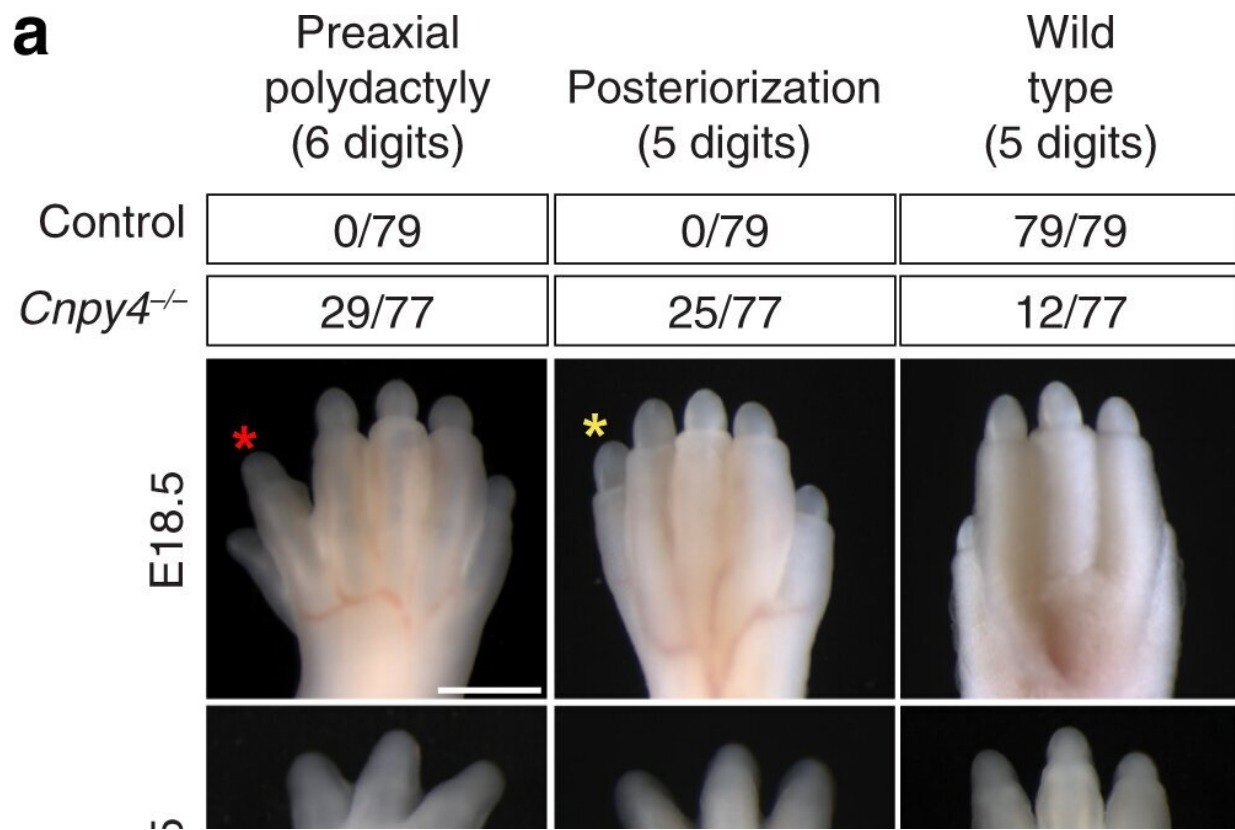 a
Preaxial
polydactyly
(6 digits)
Posteriorization
(5 digits)
Wild
type
(5 digits)
Control 0/79 0/79 79/79
Cnpy4–/– 29/77 25/77 12/77
*
*
E18.5